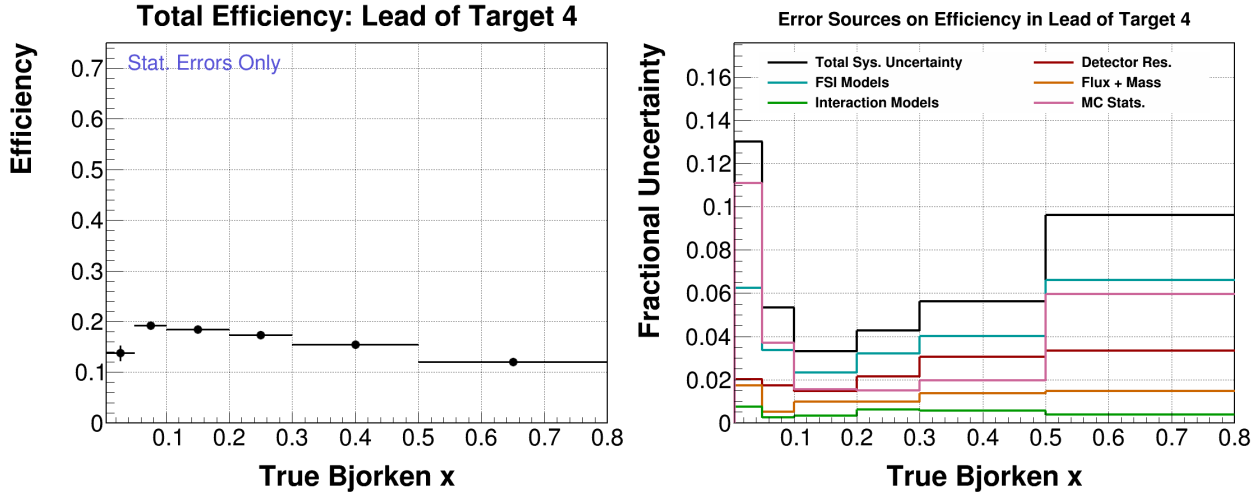 Total Efficiency: Lead of Target 4
Efficiency
Stat. Errors Only
0.7
0.6
0.5
0.4
0.3
0.2
0.1
0
0.1 0.2 0.3 0.4 0.5 0.6 0.7 0.8
True Bjorken x
Error Sources on Efficiency in Lead of Target 4
Fractional Uncertainty
Total Sys. Uncertainty
FSI Models
Interaction Models
Detector Res.
Flux + Mass
MC Stats.
0.16
0.14
0.12
0.1
0.08
0.06
0.04
0.02
0
0.1 0.2 0.3 0.4 0.5 0.6 0.7 0.8
True Bjorken x